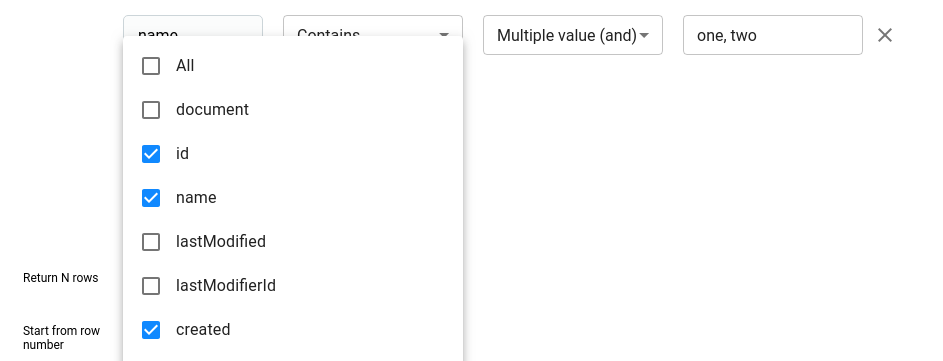 name
Contains
Multiple value (and)
one, two
All
document
id
name
lastModified
lastModifierId
created
Return N rows
Start from row
number